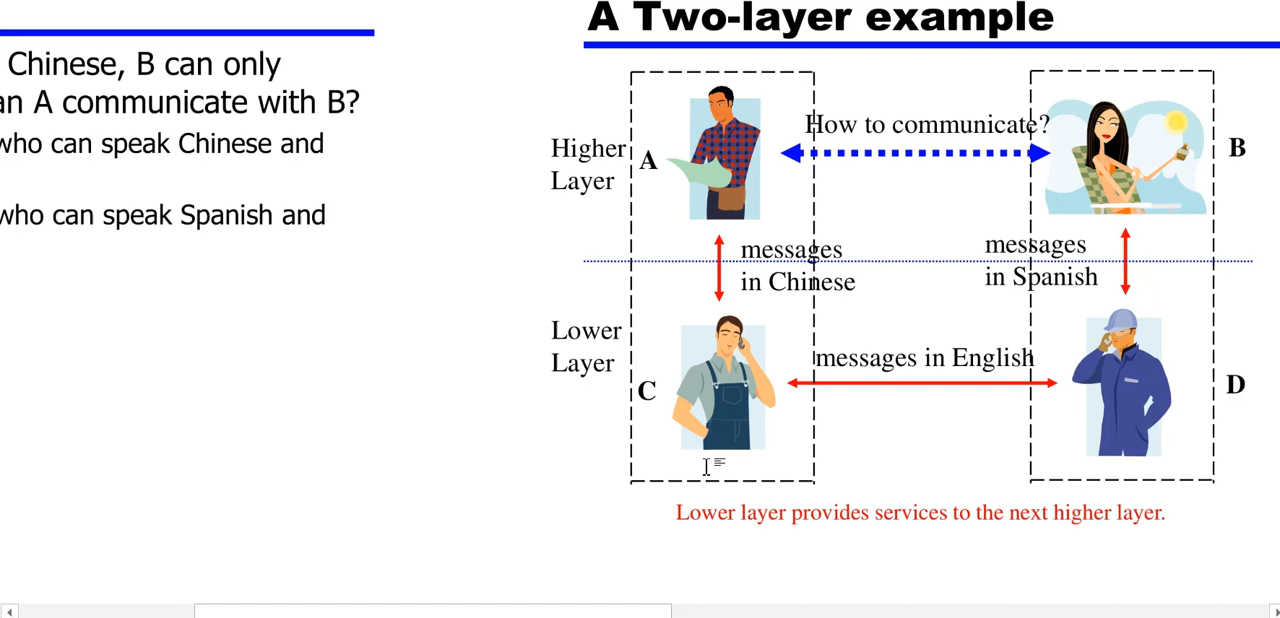 Chinese, B can only
an A communicate with B?
who can speak Chinese and
who can speak Spanish and
A Two-layer example
How to communicate?
Higher
Layer
A
B
messages
in Chinese
messages
in Spanish
Lower
Layer
messages in English
C
D
Lower layer provides services to the next higher layer.